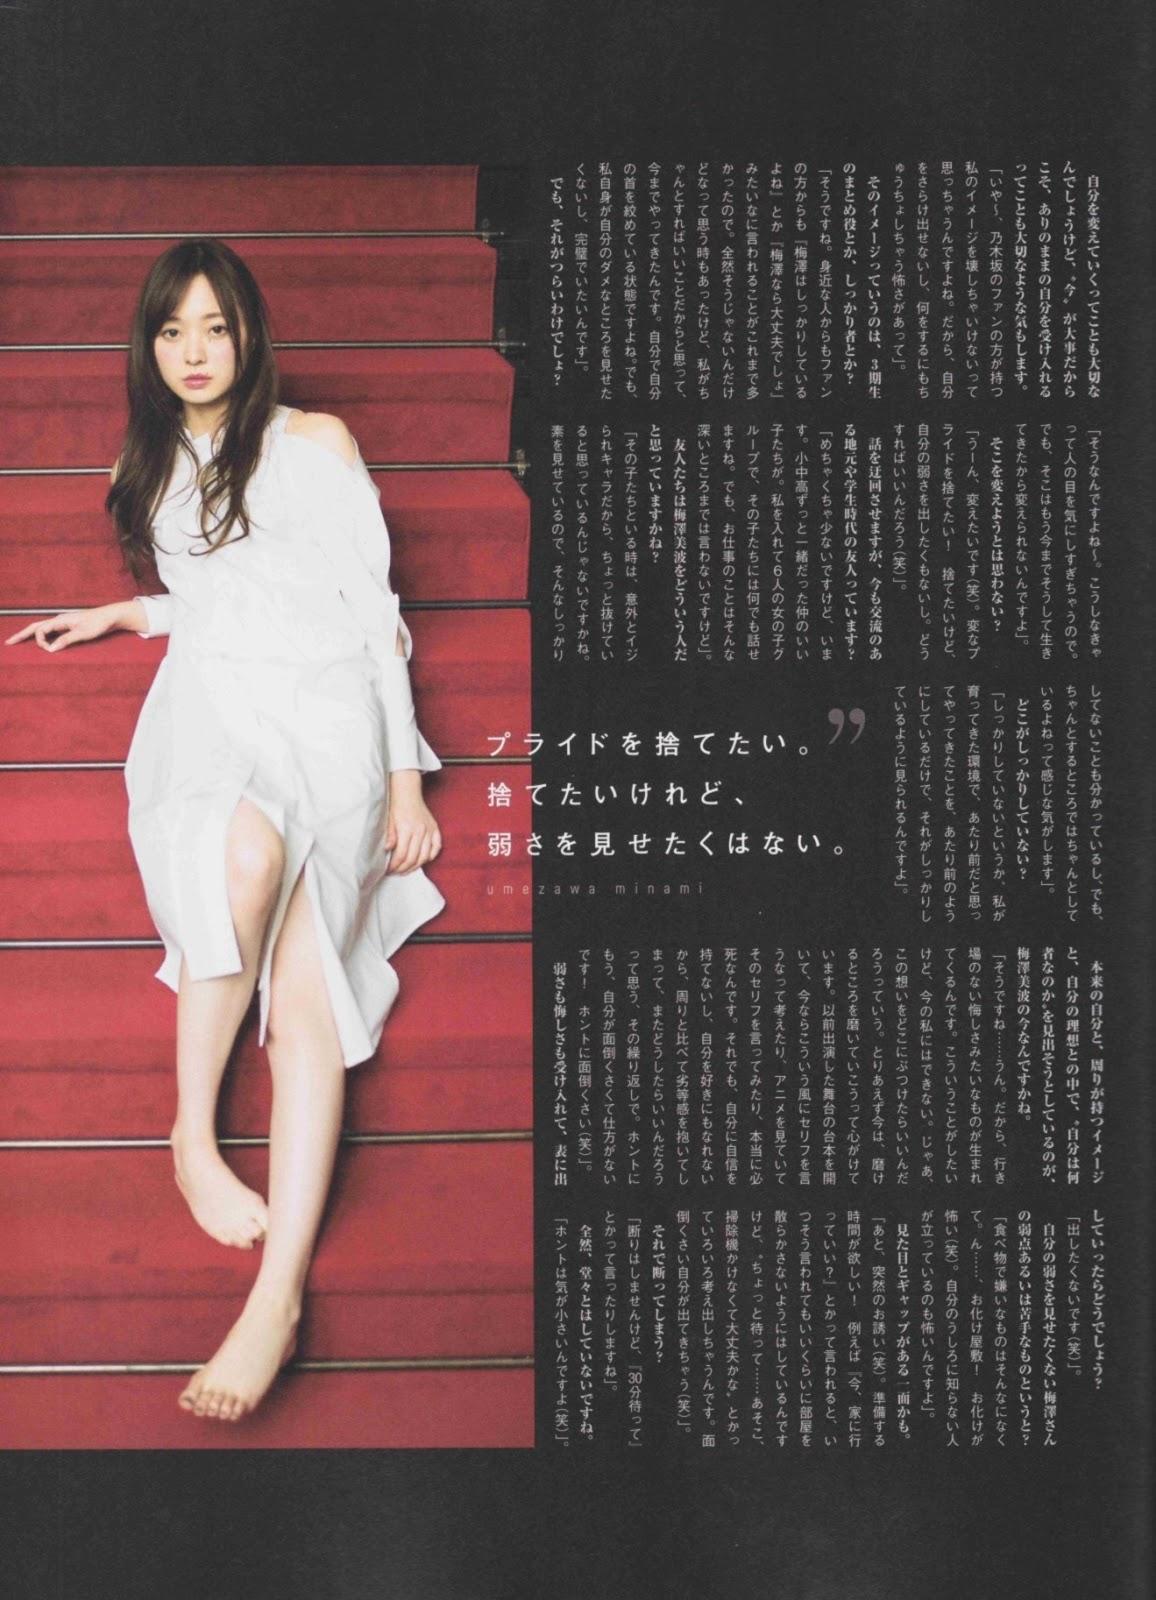 自分を変えていくってことも大切な
んでしょうけど、〝今〟が大事だから
こそ、ありのままの自分を受け入れる
ってことも大切なような気もします。
「いや〜、乃木坂のファンの方が持つ
私のイメージを壊しちゃいけないって
思っちゃうんですよね。だから、自分
をさらけ出せないし、何をするにもち
ゅうちょしちゃう怖さがあって」。
そのイメージっていうのは、3期生
のまとめ役とか、しっかり者とか？
「そうですね。身近な人からもファン
の方からも『梅澤はしっかりしている
よね』とか『梅澤なら大丈夫でしょ』
みたいなに言われることがこれまで多
かったので。全然そうじゃないんだけ
どなって思う時もあったけど、私がち
ゃんとすればいいことだからと思って、
今までやってきたんです。自分で自分
の首を絞めている状態ですよね。でも、
私自身が自分のダメなところを見せた
くないし、完璧でいたいんです」。
でも、それがつらいわけでしょ？
「そうなんですよね〜。こうしなきゃ
って人の目を気にしすぎちゃうので。
でも、そこはもう今までそうして生き
てきたから変えられないんですよ」。
そこを変えようとは思わない？
「うーん、変えたいです（笑）。変なプ
ライドを捨てたい！　捨てたいけど、
自分の弱さを出したくもないし。どう
すればいいんだろう（笑）」。
話を迂回させますが、今も交流のあ
る地元や学生時代の友人っています？
「めちゃくちゃ少ないですけど、いま
す。小中高ずっと一緒だった仲のいい
子たちが。私を入れて6人の女の子グ
ループで、その子たちには何でも話せ
ますね。でも、お仕事のことはそんな
深いところまでは言わないですけど」。
友人たちは梅澤美波をどういう人だ
と思っていますかね？
「その子たちといる時は、意外とイジ
られキャラだから、ちょっと抜けてい
ると思っているんじゃないですかね。
素を見せているので、そんなしっかり
してないことも分かっているし、でも、
ちゃんとするところではちゃんとして
いるよねって感じな気がします」。
どこがしっかりしていない？
「しっかりしていないというか、私が
育ってきた環境で、あたり前だと思っ
てやってきたことを、あたり前のよう
にしているだけで、それがしっかりし
ているように見られるんですよ」。
プライドを捨てたい。
捨てたいけれど、
弱さを見せたくはない。
umezawa minami
本来の自分と、周りが持つイメージ
と、自分の理想との中で、〝自分は何
者なのか〟を見出そうとしているのが、
梅澤美波の今なんですかね。
「そうですね……うん。だから、行き
場のない悔しさみたいなものが生まれ
てくるんです。こういうことがしたい
けど、今の私にはできない。じゃあ、
この想いをどこにぶつけたらいいんだ
ろうっていう。とりあえず今は、磨け
るところを磨いていこうって心がけて
います。以前出演した舞台の台本を開
いて、今ならこういう風にセリフを言
うなって考えたり、アニメを見ていて
そのセリフを言ってみたり、本当に必
死なんです。それでも、自分に自信を
持てないし、自分を好きにもなれない
から、周りと比べて劣等感を抱いてし
まって、またどうしたらいいんだろう
って思う、その繰り返しで。ホントに
もう、自分が面倒くさくて仕方がない
です！　ホントに面倒くさい（笑）」。
弱さも悔しさも受け入れて、表に出
していったらどうでしょう？
「出したくないです（笑）」。
自分の弱さを見せたくない梅澤さん
の弱点あるいは苦手なものというと？
「食べ物で嫌いなものはそんなになく
て。ん……、お化け屋敷！　お化けが
怖い（笑）。自分のうしろに知らない人
が立っているのも怖いんですよ」。
見た目とギャップがある一面かも。
「あと、突然のお誘い（笑）。準備する
時間が欲しい！　例えば『今、家に行
っていい？』とかって言われると、い
つそう言われてもいいくらいに部屋を
散らかさないようにはしているんです
けど、〝ちょっと待って……あそこ、
掃除機かけなくて大丈夫かな〟とかっ
ていろいろ考え出しちゃうんです。面
倒くさい自分が出てきちゃう（笑）」。
それで断ってしまう？
「断りはしませんけど、『30分待って』
とかって言ったりしますね」。
全然、堂々とはしていないですね。
「ホントは気が小さいんですよ（笑）」。